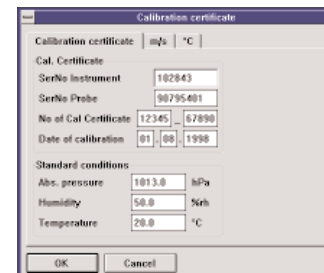 Calibration certificate
Calibration certificate m/s °C
Cal. Certificate
SerNo Instrument 102843
SerNo Probe 90795401
No of Cal Certificate 12345 _ 67890
Date of calibration 01 . 08 . 1998
Standard conditions
Abs. pressure 1013.0 hPa
Humidity 50.0 %rh
Temperature 20.0 °C
OK Cancel